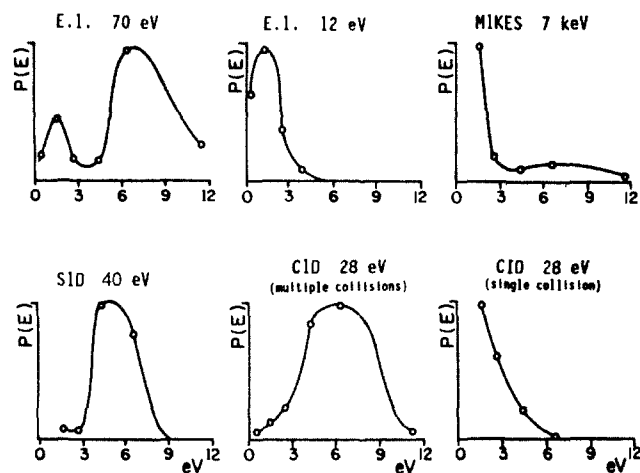 E.I. 70 eV
E.I. 12 eV
MIKES 7 keV
P(E)
P(E)
P(E)
0 3 6 9 12
0 3 6 9 12
0 3 6 9 12
SID 40 eV
CID 28 eV
(multiple collisions)
CID 28 eV
(single collision)
P(E)
P(E)
P(E)
0 3 6 9 12
eV
0 3 6 9 12
eV
0 3 6 9 12
eV